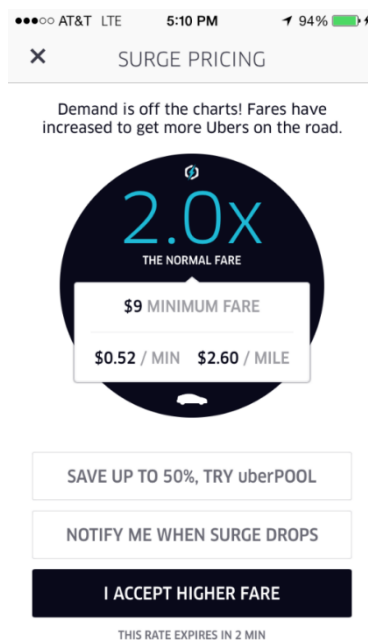 AT&T LTE 5:10 PM 94%
SURGE PRICING
Demand is off the charts! Fares have
increased to get more Ubers on the road.
2.0x
THE NORMAL FARE
$9 MINIMUM FARE
$0.52 / MIN $2.60 / MILE
SAVE UP TO 50%, TRY uberPOOL
NOTIFY ME WHEN SURGE DROPS
I ACCEPT HIGHER FARE
THIS RATE EXPIRES IN 2 MIN